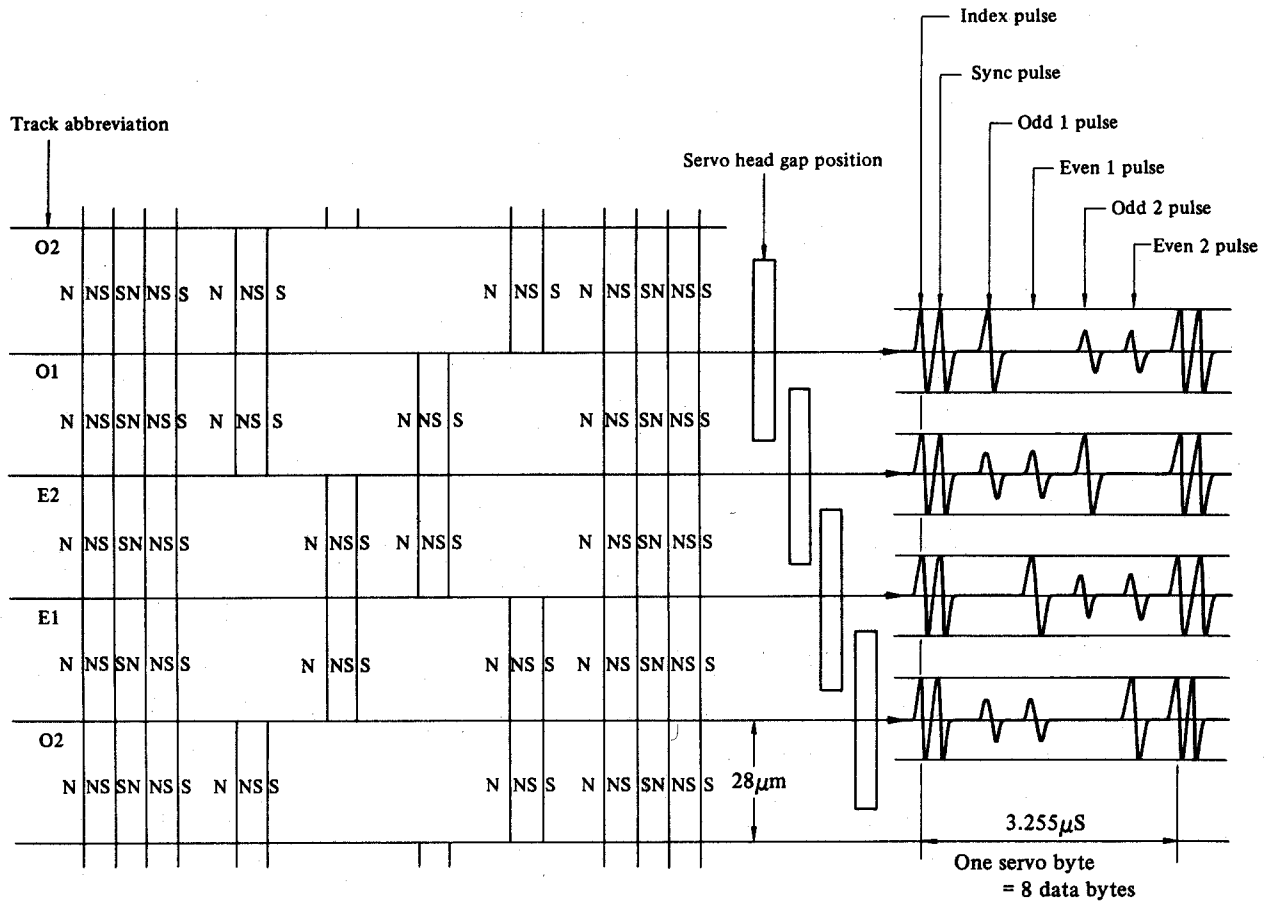 Index pulse
Sync pulse
Track abbreviation
Odd 1 pulse
Servo head gap position
Even 1 pulse
Odd 2 pulse
Even 2 pulse
O2
N NS SN NS S N NS S N NS S N NS SN NS S
O1
N NS SN NS S N NS S N NS S N NS SN NS S
E2
N NS SN NS S N NS S N NS S N NS SN NS S
E1
N NS SN NS S N NS S N NS S N NS SN NS S
O2
N NS SN NS S N NS S N NS S N NS SN NS S
28μm
3.255μS
One servo byte
= 8 data bytes